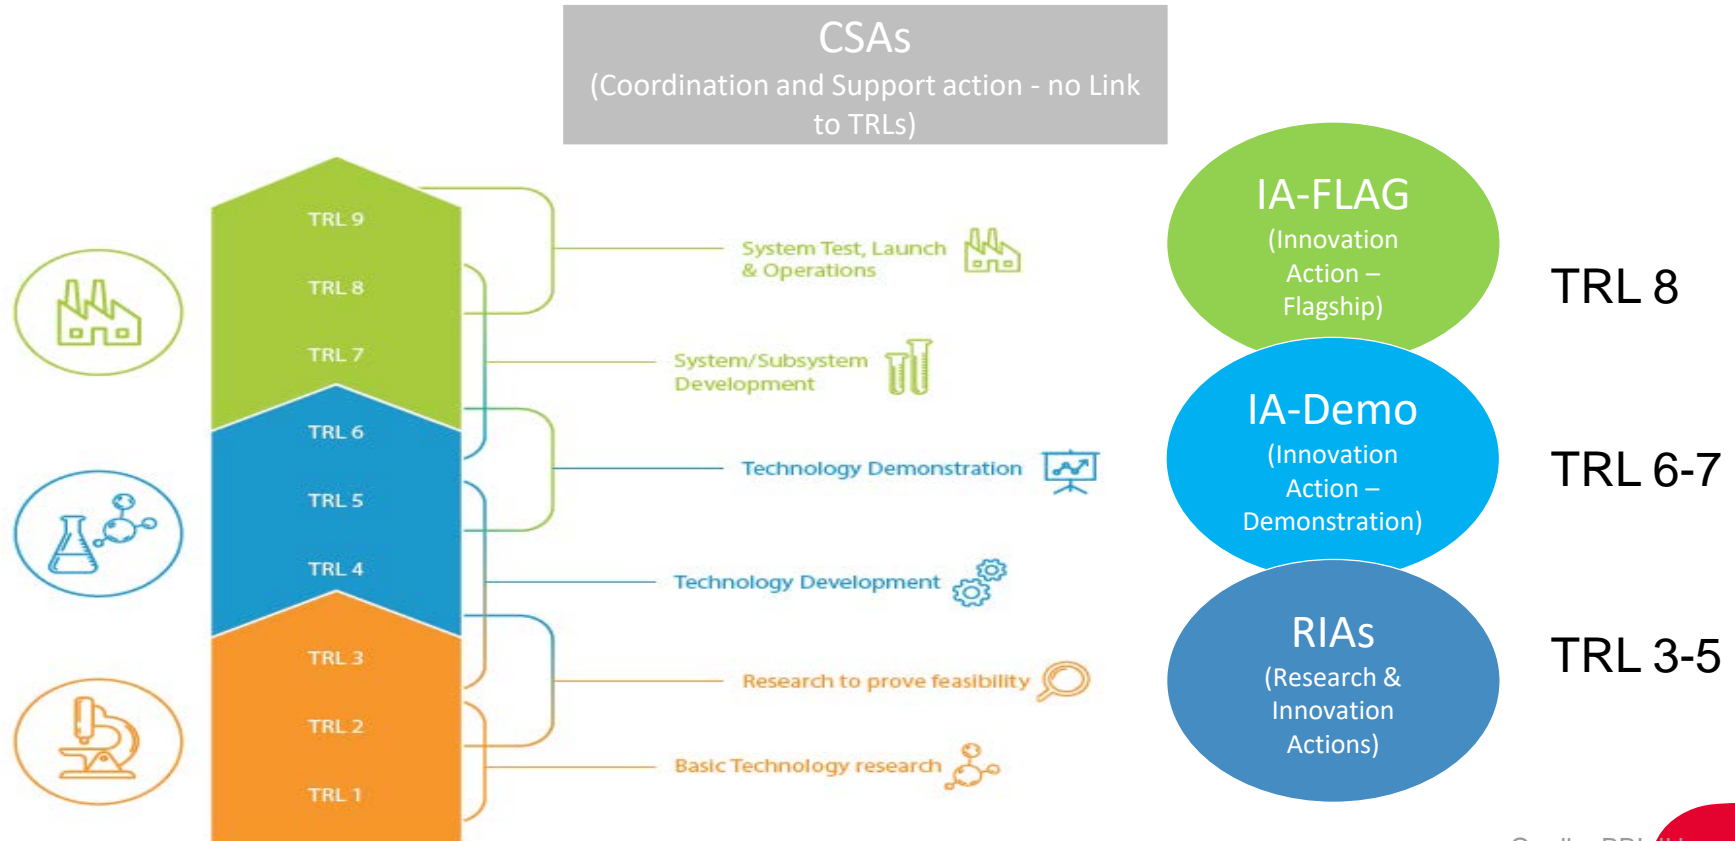 CSAs
(Coordination and Support action - no Link
to TRLs)
TRL 9
TRL 8
TRL 7
TRL 6
TRL 5
TRL 4
TRL 3
TRL 2
TRL 1
System Test, Launch
& Operations
System/Subsystem
Development
Technology Demonstration
Technology Development
Research to prove feasibility
Basic Technology research
IA-FLAG
(Innovation
Action –
Flagship)
TRL 8
IA-Demo
(Innovation
Action –
Demonstration)
TRL 6-7
RIAs
(Research &
Innovation
Actions)
TRL 3-5